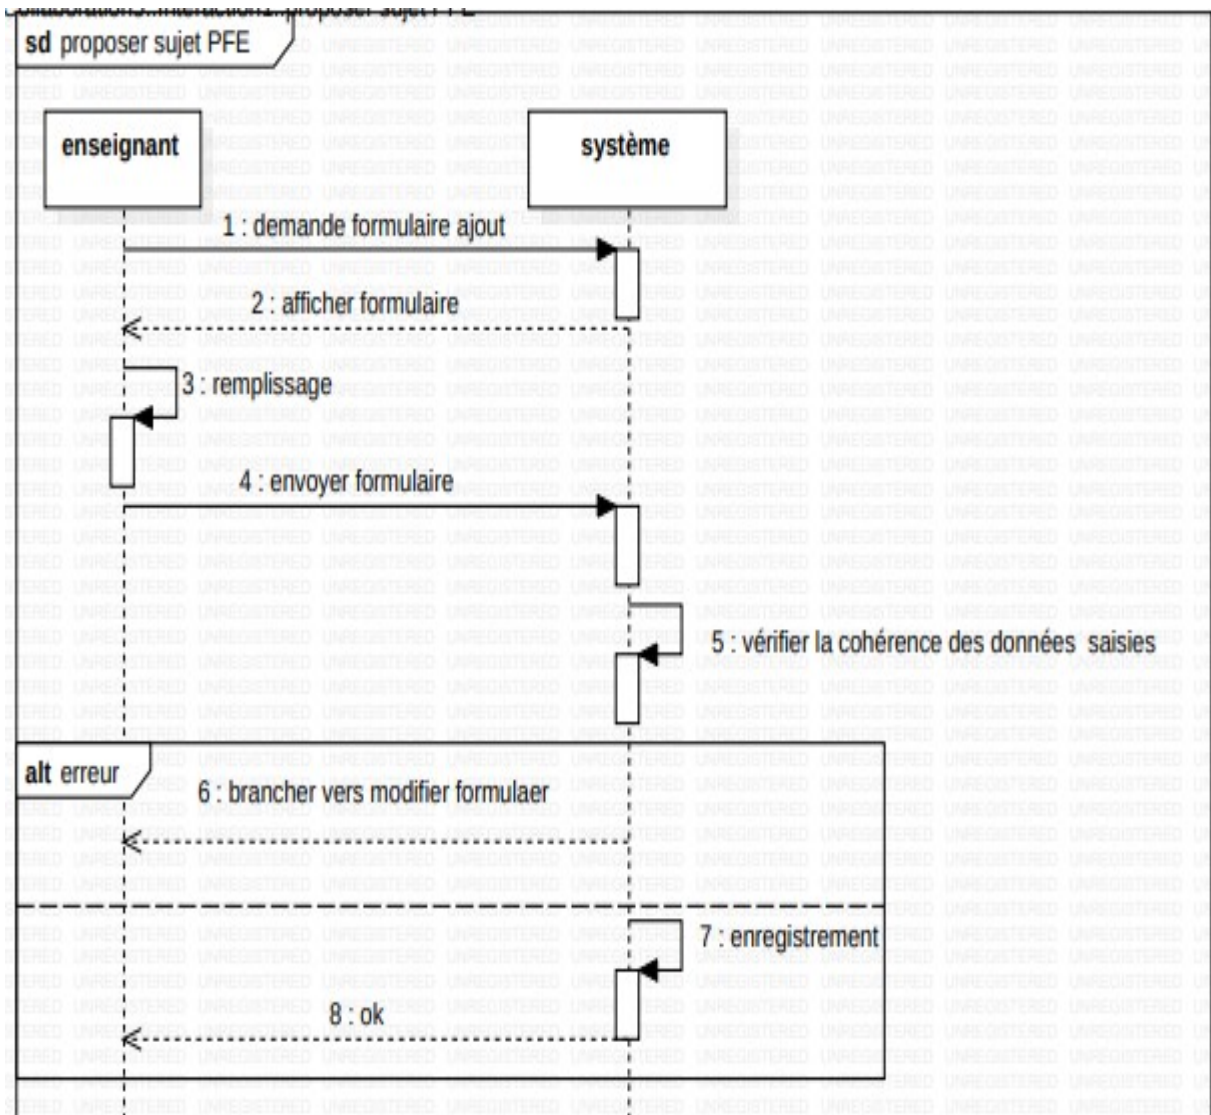 sd proposer sujet PFE
enseignant
système
1 : demande formulaire ajout
2 : afficher formulaire
3 : remplissage
4 : envoyer formulaire
5 : vérifier la cohérence des données saisies
alt erreur
6 : brancher vers modifier formulaer
7 : enregistrement
8 : ok
UNREGISTERED